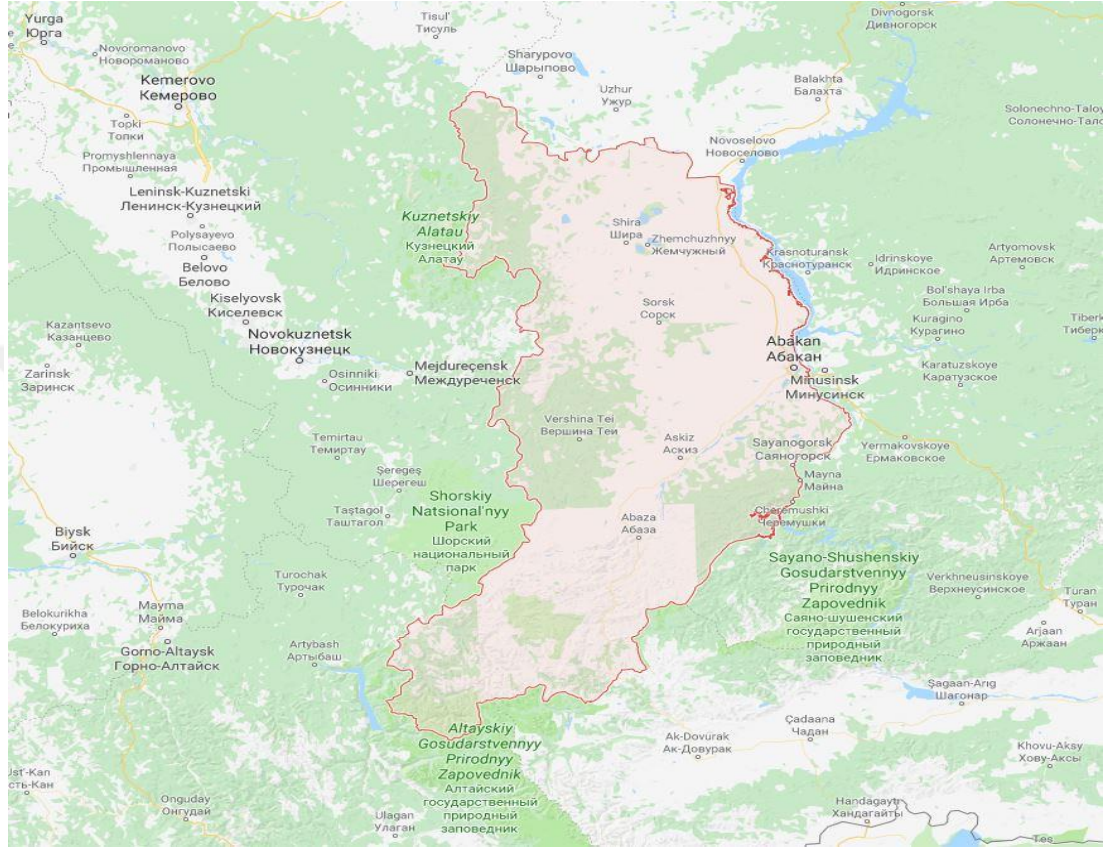 Yurga
Юрга
Tisul'
Тисуль
Divnogorsk
Дивногорск
Novoromanovo
Новоромановo
Sharypovo
Шарыпово
Kemerovo
Кемерово
Uzhur
Ужур
Balakhta
Балахта
Solonechno-Taloy
Солонечно-Тало
Topki
Топки
Promyshlennaya
Промышленная
Novoselovo
Новоселово
Leninsk-Kuznetski
Ленинск-Кузнецкий
Kuznetskiy
Alatau
Кузнецкий
Алатау
Shira
Шира
Zhemchuzhnyy
Жемчужный
Polysayevo
Полысаево
Krasnoturansk
Краснотуранск
Idrinskoye
Идринское
Artyomovsk
Артемовск
Belovo
Белово
Bol'shaya Irba
Большая Ирба
Kiselyovsk
Киселевск
Sorsk
Сорск
Kuragino
Курагино
Tiberk
Тиберк
Kazantsevo
Казанцево
Novokuznetsk
Новокузнецк
Abakan
Абакан
Zarinsk
Заринск
Osinniki
Осинники
Mejdureçensk
Междуреченск
Minusinsk
Минусинск
Karatuzskoye
Каратузское
Vershina Tei
Вершина Теи
Askiz
Аскиз
Temirtau
Темиртау
Sayanogorsk
Саяногорск
Yermakovskoye
Ермаковское
Şeregeş
Шерегеш
Mayna
Майна
Shorskiy
Natsional'nyy
Park
Шорский
национальный
парк
Taştagol
Таштагол
Abaza
Абаза
Cheremushki
Черемушки
Biysk
Бийск
Sayano-Shushenskiy
Gosudarstvennyy
Prirodnyy
Zapovednik
Саяно-шушенский
государственный
природный
заповедник
Turochak
Турочак
Verkhneusinskoye
Верхнеусинское
Turan
Туран
Belokurikha
Белокуриха
Mayma
Майма
Gorno-Altaysk
Горно-Алтайск
Artybash
Артыбаш
Arjaan
Аржаан
Şagaan-Arıg
Шагонар
Altayskiy
Gosudarstvennyy
Prirodnyy
Zapovednik
Алтайский
государственный
природный
заповедник
Ak-Dovurak
Ак-Довурак
Çadaana
Чадан
Khovu-Aksy
Хову-Аксы
Ust'-Kan
сть-Кан
Onguday
Онгудай
Ulagan
Улаган
Handagayti
Хандагайты
Tes